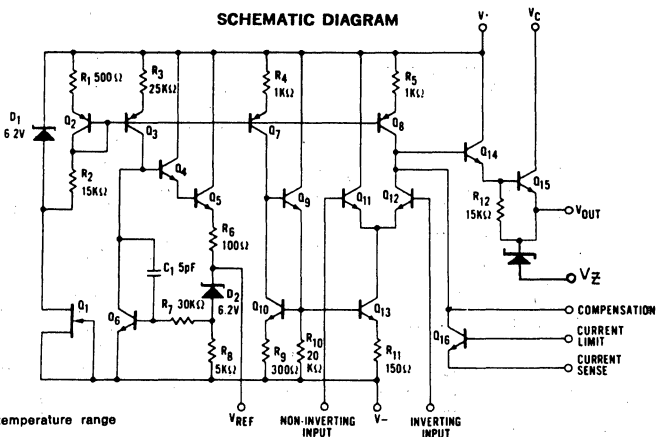 SCHEMATIC DIAGRAM
V+
VC
R1 500Ω
R3
25KΩ
R4
1KΩ
R5
1KΩ
D1
6.2V
Q2
Q3
Q7
Q8
Q14
Q4
R2
15KΩ
Q5
Q9
Q11
Q12
Q15
R12
15KΩ
VOUT
R6
100Ω
C1 5pF
D2
6.2V
VZ
R7 30KΩ
Q1
Q6
Q10
Q13
COMPENSATION
Q16
CURRENT
LIMIT
R8
5KΩ
R9
300Ω
R10
20
KΩ
R11
150Ω
CURRENT
SENSE
temperature range
VREF
NON-INVERTING
INPUT
V−
INVERTING
INPUT